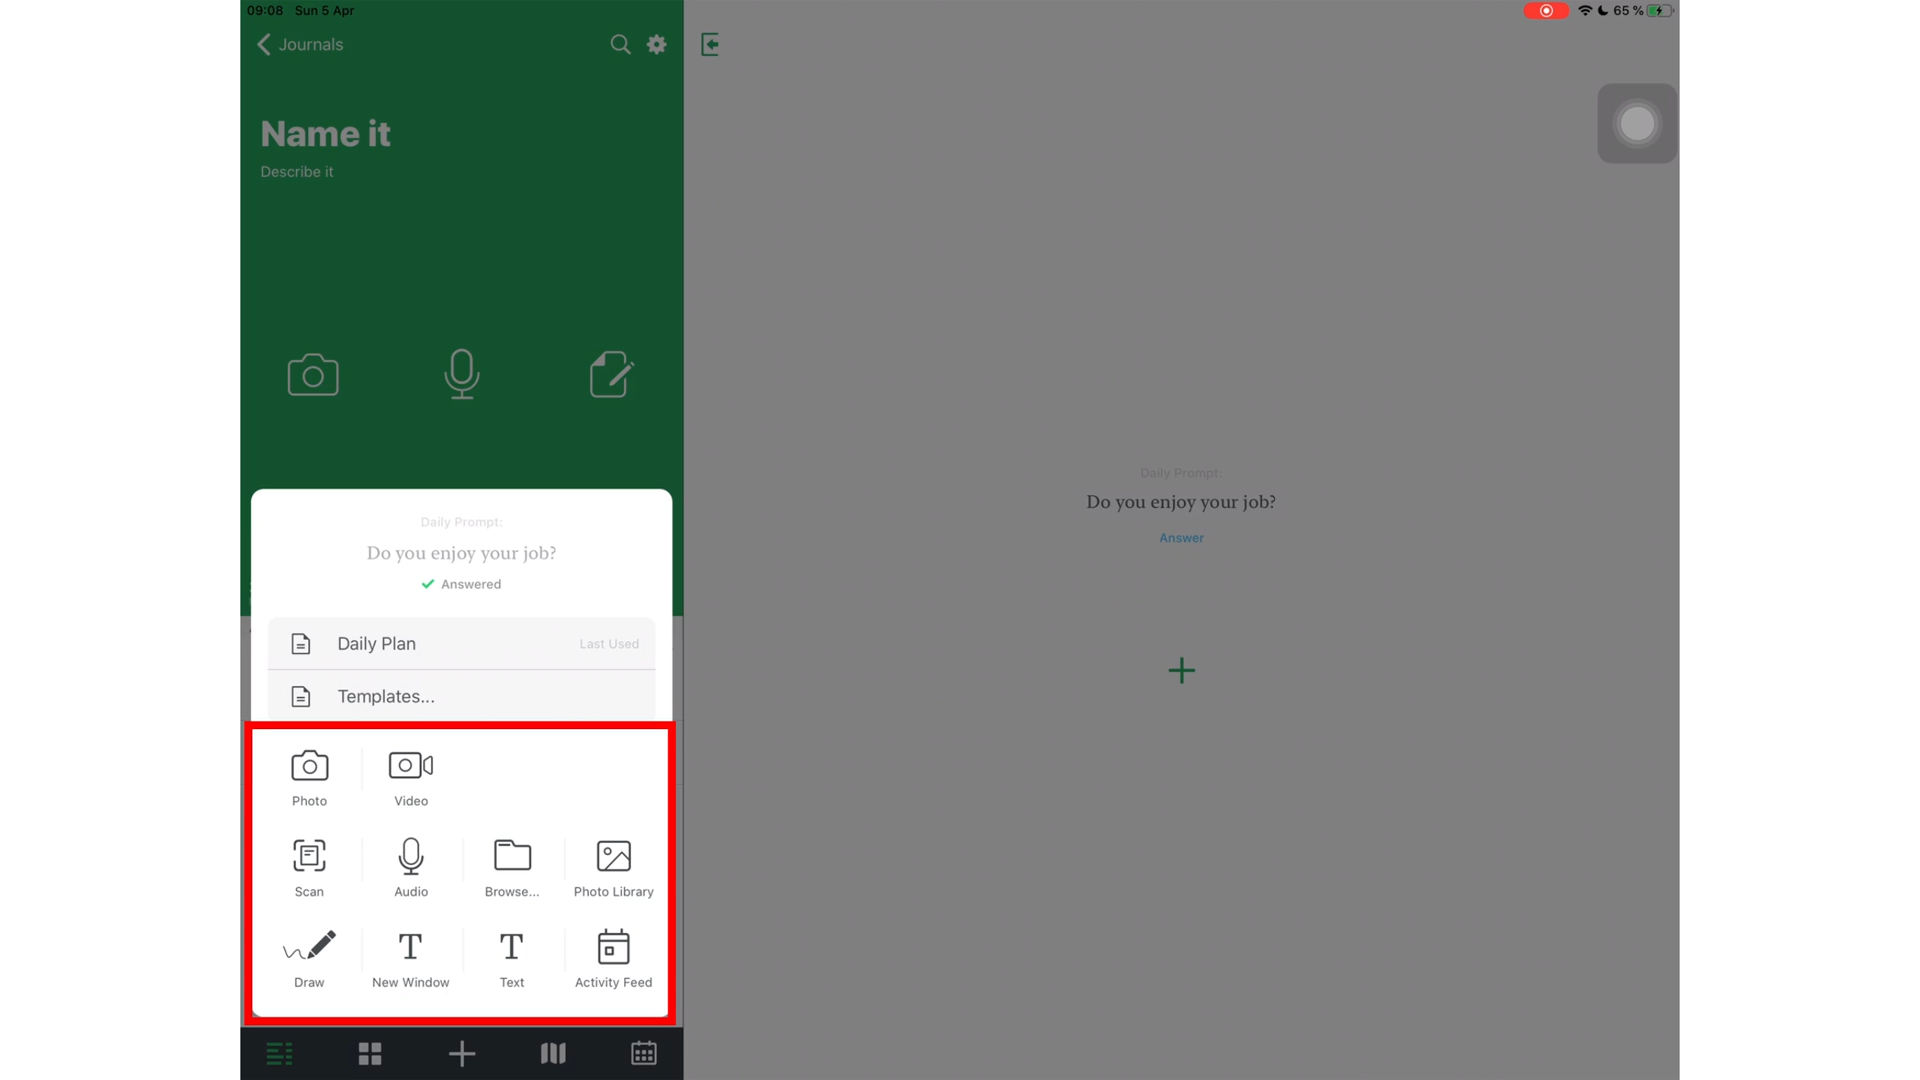 09:08 Sun 5 Apr
65 %
Journals
Name it
Describe it
Daily Prompt:
Do you enjoy your job?
Answered
Daily Plan
Last Used
Templates...
Photo
Video
Scan
Audio
Browse...
Photo Library
Draw
New Window
Text
Activity Feed
Daily Prompt:
Do you enjoy your job?
Answer